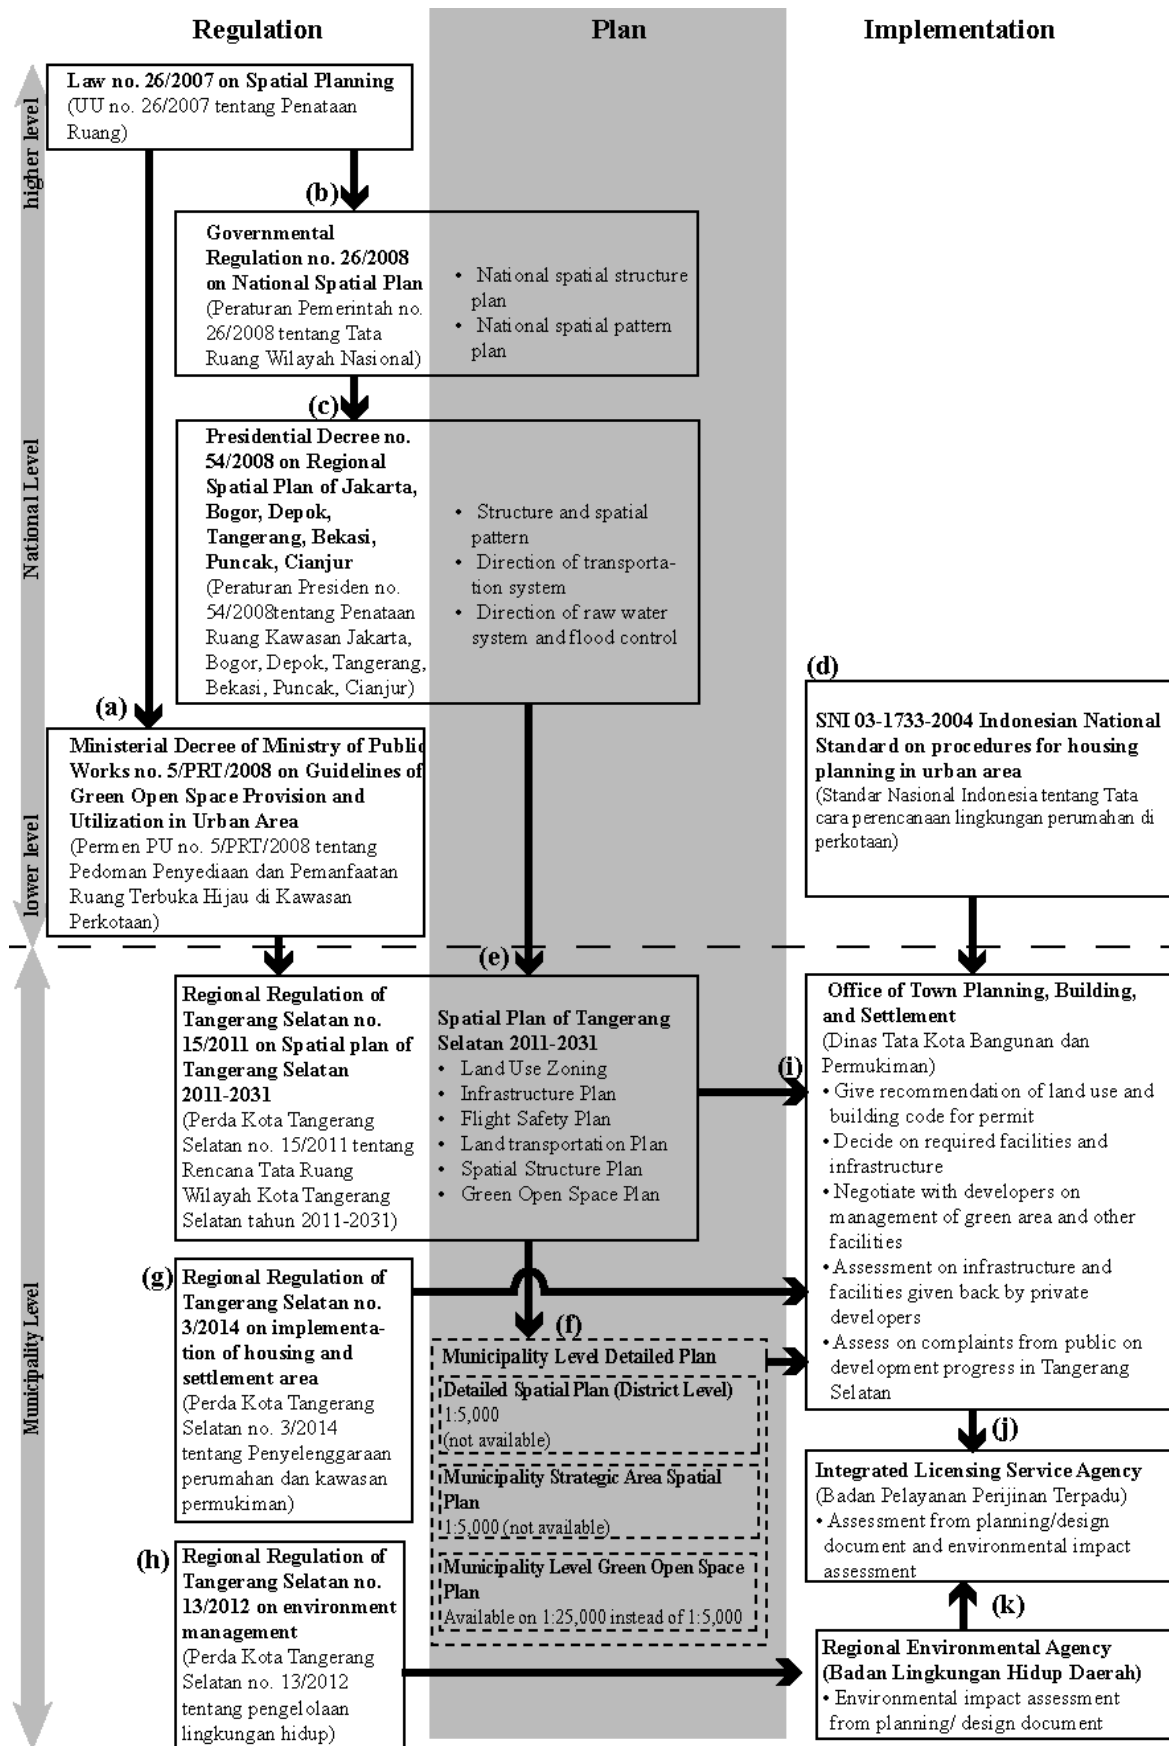 Regulation
Plan
Implementation
higher level
National Level
lower level
Municipality Level
Law no. 26/2007 on Spatial Planning
(UU no. 26/2007 tentang Penataan
Ruang)
(b)
Governmental
Regulation no. 26/2008
on National Spatial Plan
(Peraturan Pemerintah no.
26/2008 tentang Tata
Ruang Wilayah Nasional)
• National spatial structure
plan
• National spatial pattern
plan
(c)
Presidential Decree no.
54/2008 on Regional
Spatial Plan of Jakarta,
Bogor, Depok,
Tangerang, Bekasi,
Puncak, Cianjur
(Peraturan Presiden no.
54/2008tentang Penataan
Ruang Kawasan Jakarta,
Bogor, Depok, Tangerang,
Bekasi, Puncak, Cianjur)
• Structure and spatial
pattern
• Direction of transporta-
tion system
• Direction of raw water
system and flood control
(a)
Ministerial Decree of Ministry of Public
Works no. 5/PRT/2008 on Guidelines of
Green Open Space Provision and
Utilization in Urban Area
(Permen PU no. 5/PRT/2008 tentang
Pedoman Penyediaan dan Pemanfaatan
Ruang Terbuka Hijau di Kawasan
Perkotaan)
(d)
SNI 03-1733-2004 Indonesian National
Standard on procedures for housing
planning in urban area
(Standar Nasional Indonesia tentang Tata
cara perencanaan lingkungan perumahan di
perkotaan)
(e)
Regional Regulation of
Tangerang Selatan no.
15/2011 on Spatial plan of
Tangerang Selatan
2011-2031
(Perda Kota Tangerang
Selatan no. 15/2011 tentang
Rencana Tata Ruang
Wilayah Kota Tangerang
Selatan tahun 2011-2031)
Spatial Plan of Tangerang
Selatan 2011-2031
• Land Use Zoning
• Infrastructure Plan
• Flight Safety Plan
• Land transportation Plan
• Spatial Structure Plan
• Green Open Space Plan
(i)
Office of Town Planning, Building,
and Settlement
(Dinas Tata Kota Bangunan dan
Permukiman)
• Give recommendation of land use and
building code for permit
• Decide on required facilities and
infrastructure
• Negotiate with developers on
management of green area and other
facilities
• Assessment on infrastructure and
facilities given back by private
developers
• Assess on complaints from public on
development progress in Tangerang
Selatan
(g)
Regional Regulation of
Tangerang Selatan no.
3/2014 on implementa-
tion of housing and
settlement area
(Perda Kota Tangerang
Selatan no. 3/2014
tentang Penyelenggaraan
perumahan dan kawasan
permukiman)
(f)
Municipality Level Detailed Plan
Detailed Spatial Plan (District Level)
1:5,000
(not available)
Municipality Strategic Area Spatial
Plan
1:5,000 (not available)
Municipality Level Green Open Space
Plan
Available on 1:25,000 instead of 1:5,000
(j)
Integrated Licensing Service Agency
(Badan Pelayanan Perijinan Terpadu)
• Assessment from planning/design
document and environmental impact
assessment
(h)
Regional Regulation of
Tangerang Selatan no.
13/2012 on environment
management
(Perda Kota Tangerang
Selatan no. 13/2012
tentang pengelolaan
lingkungan hidup)
(k)
Regional Environmental Agency
(Badan Lingkungan Hidup Daerah)
• Environmental impact assessment
from planning/ design document